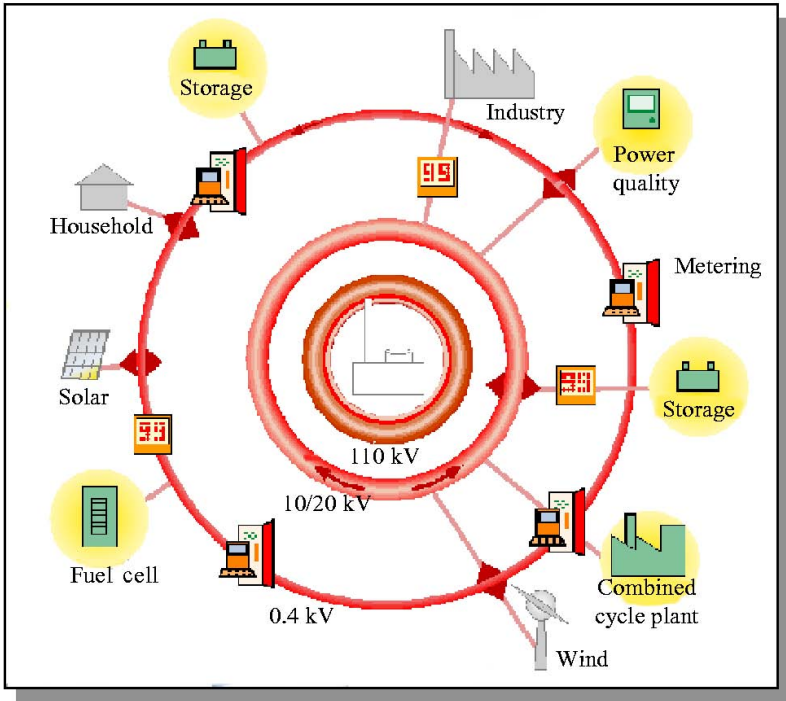 Storage
Industry
Power
quality
Household
Metering
Solar
Storage
110 kV
10/20 kV
Fuel cell
0.4 kV
Combined
cycle plant
Wind